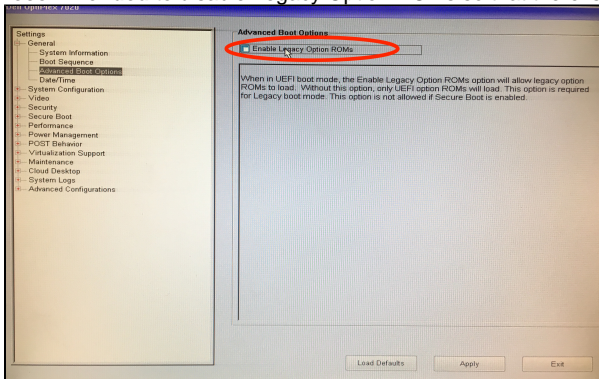 Dell OptiPlex 7020
Settings
General
System Information
Boot Sequence
Advanced Boot Options
Date/Time
System Configuration
Video
Security
Secure Boot
Performance
Power Management
POST Behavior
Virtualization Support
Maintenance
Cloud Desktop
System Logs
Advanced Configurations
Advanced Boot Options
Enable Legacy Option ROMs
When in UEFI boot mode, the Enable Legacy Option ROMs option will allow legacy option
ROMs to load. Without this option, only UEFI option ROMs will load. This option is required
for Legacy boot mode. This option is not allowed if Secure Boot is enabled.
Load Defaults
Apply
Exit